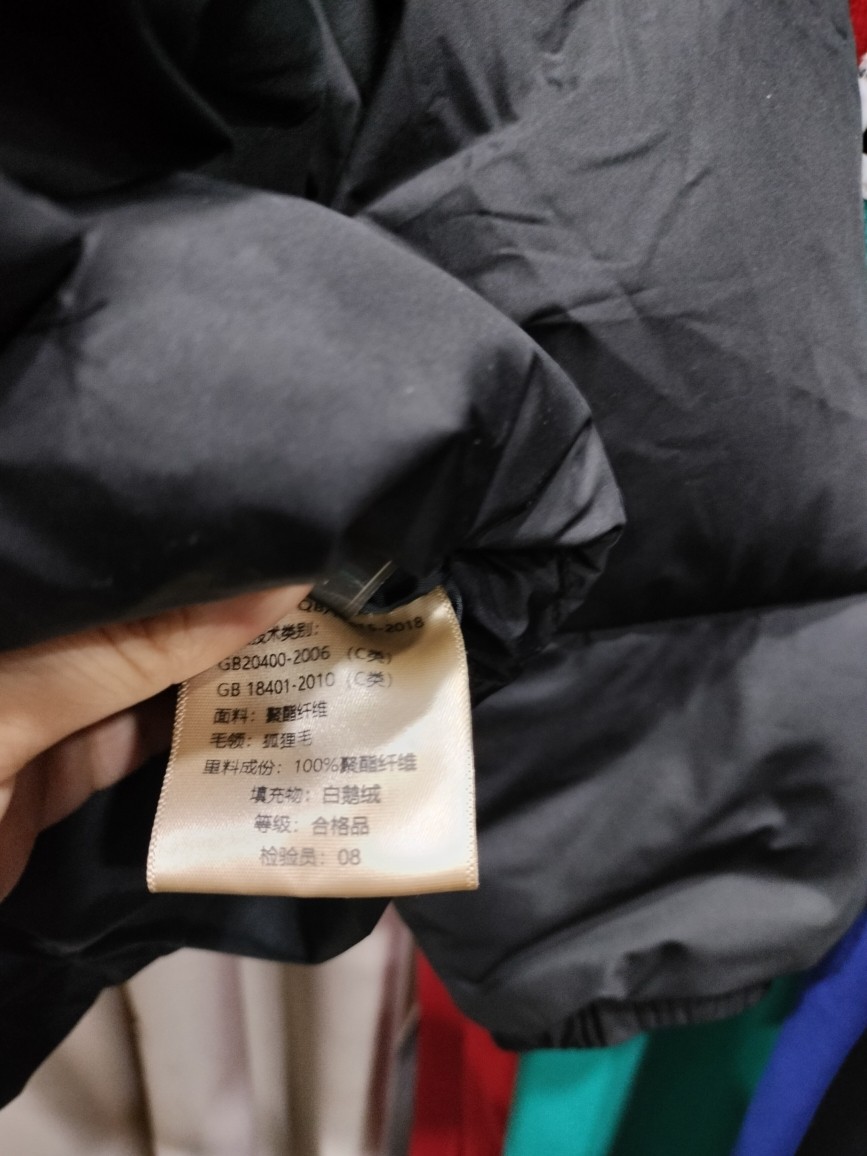 技术类别:
GB20400-2006 (C类)
GB 18401-2010 (C类)
面料: 聚酯纤维
毛领: 狐狸毛
里料成份: 100%聚酯纤维
填充物: 白鹅绒
等级: 合格品
检验员: 08